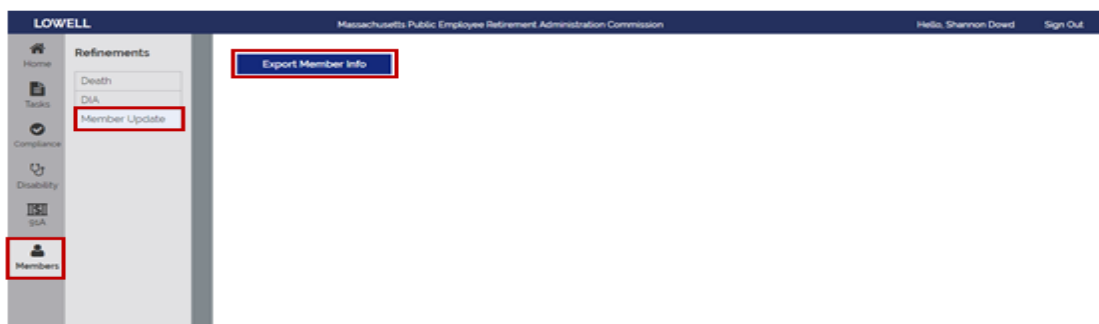 LOWELL
Massachusetts Public Employee Retirement Administration Commission
Hello, Shannon Dowd
Sign Out
Home
Tasks
Compliance
Disability
91A
Members
Refinements
Death
DIA
Member Update
Export Member Info